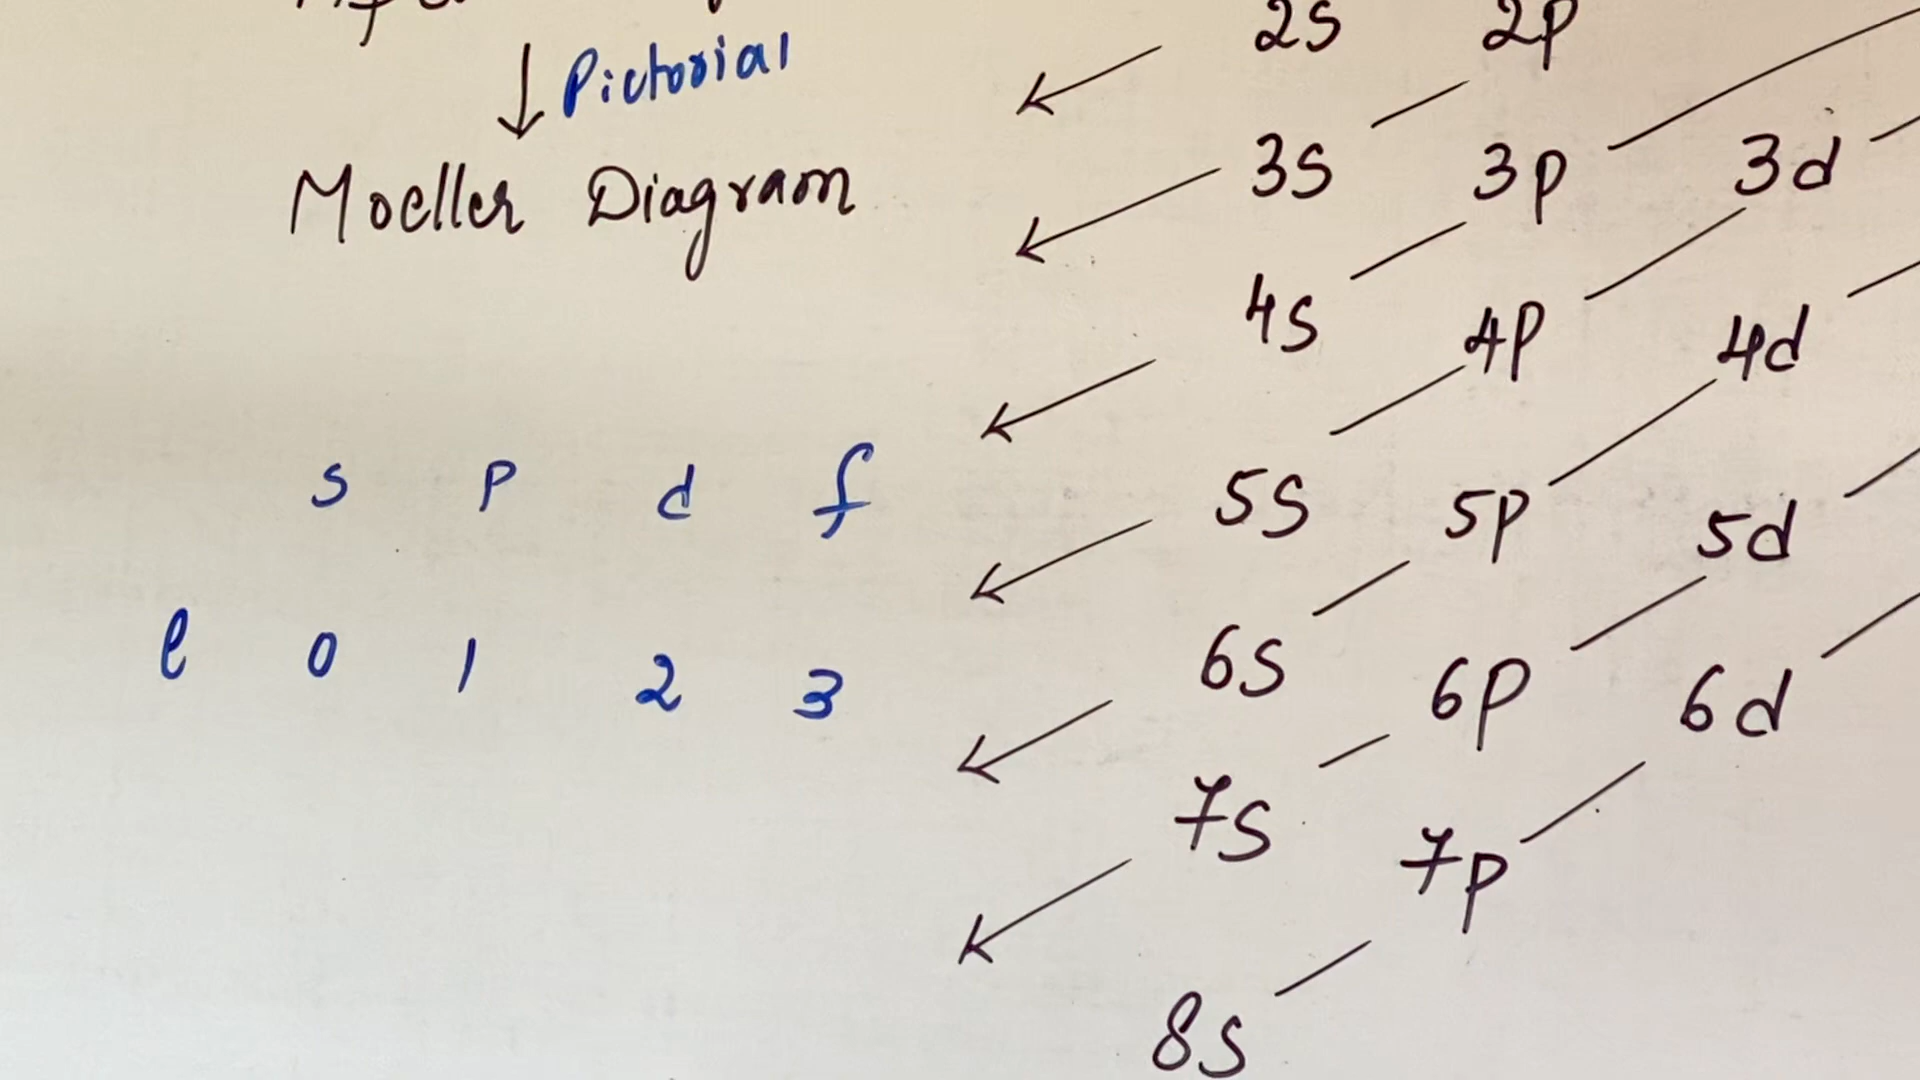 Pictorial
Moeller Diagram
s p d f
l 0 1 2 3
2s 2p
3s 3p 3d
4s 4p 4d
5s 5p 5d
6s 6p 6d
7s 7p
8s